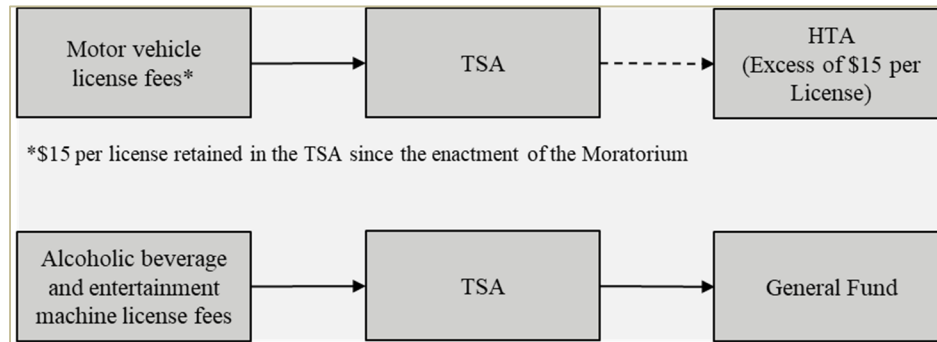 Motor vehicle
license fees*
TSA
HTA
(Excess of $15 per
License)
*$15 per license retained in the TSA since the enactment of the Moratorium
Alcoholic beverage
and entertainment
machine license fees
TSA
General Fund